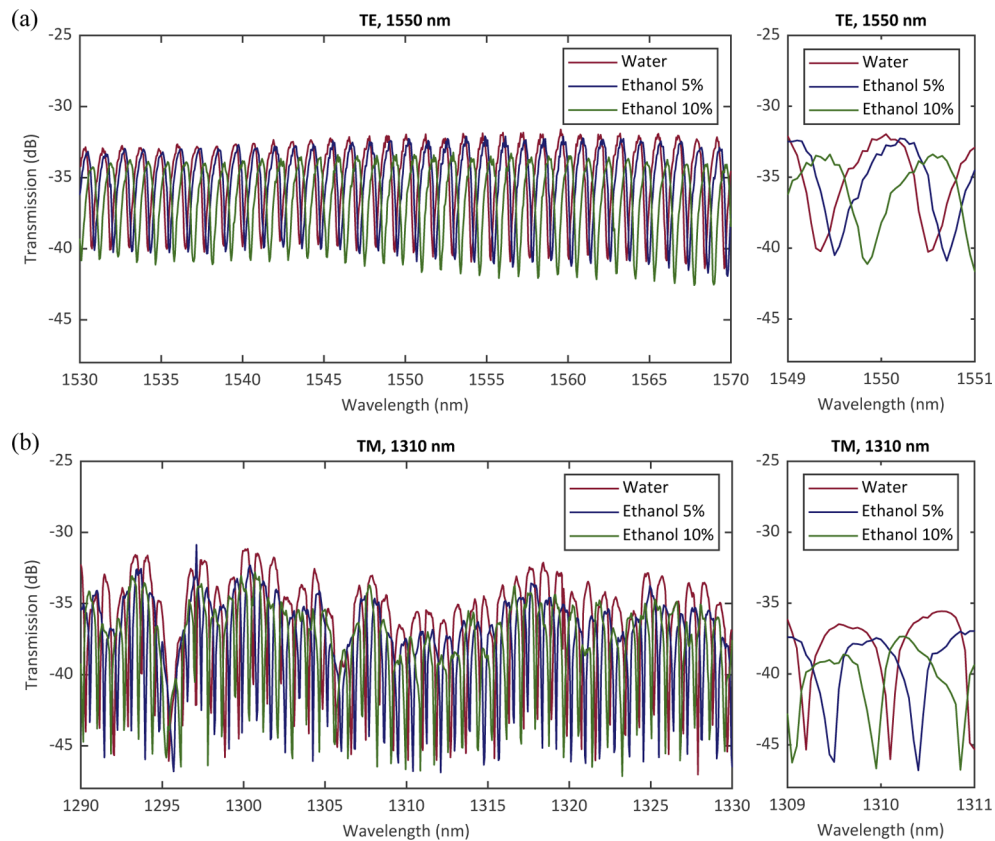 (a)
TE, 1550 nm
TE, 1550 nm
-25
-30
-35
-40
-45
Transmission (dB)
Water
Ethanol 5%
Ethanol 10%
1530 1535 1540 1545 1550 1555 1560 1565 1570
Wavelength (nm)
-25
-30
-35
-40
-45
Water
Ethanol 5%
Ethanol 10%
1549 1550 1551
Wavelength (nm)
(b)
TM, 1310 nm
TM, 1310 nm
-25
-30
-35
-40
-45
Transmission (dB)
Water
Ethanol 5%
Ethanol 10%
1290 1295 1300 1305 1310 1315 1320 1325 1330
Wavelength (nm)
-25
-30
-35
-40
-45
Water
Ethanol 5%
Ethanol 10%
1309 1310 1311
Wavelength (nm)